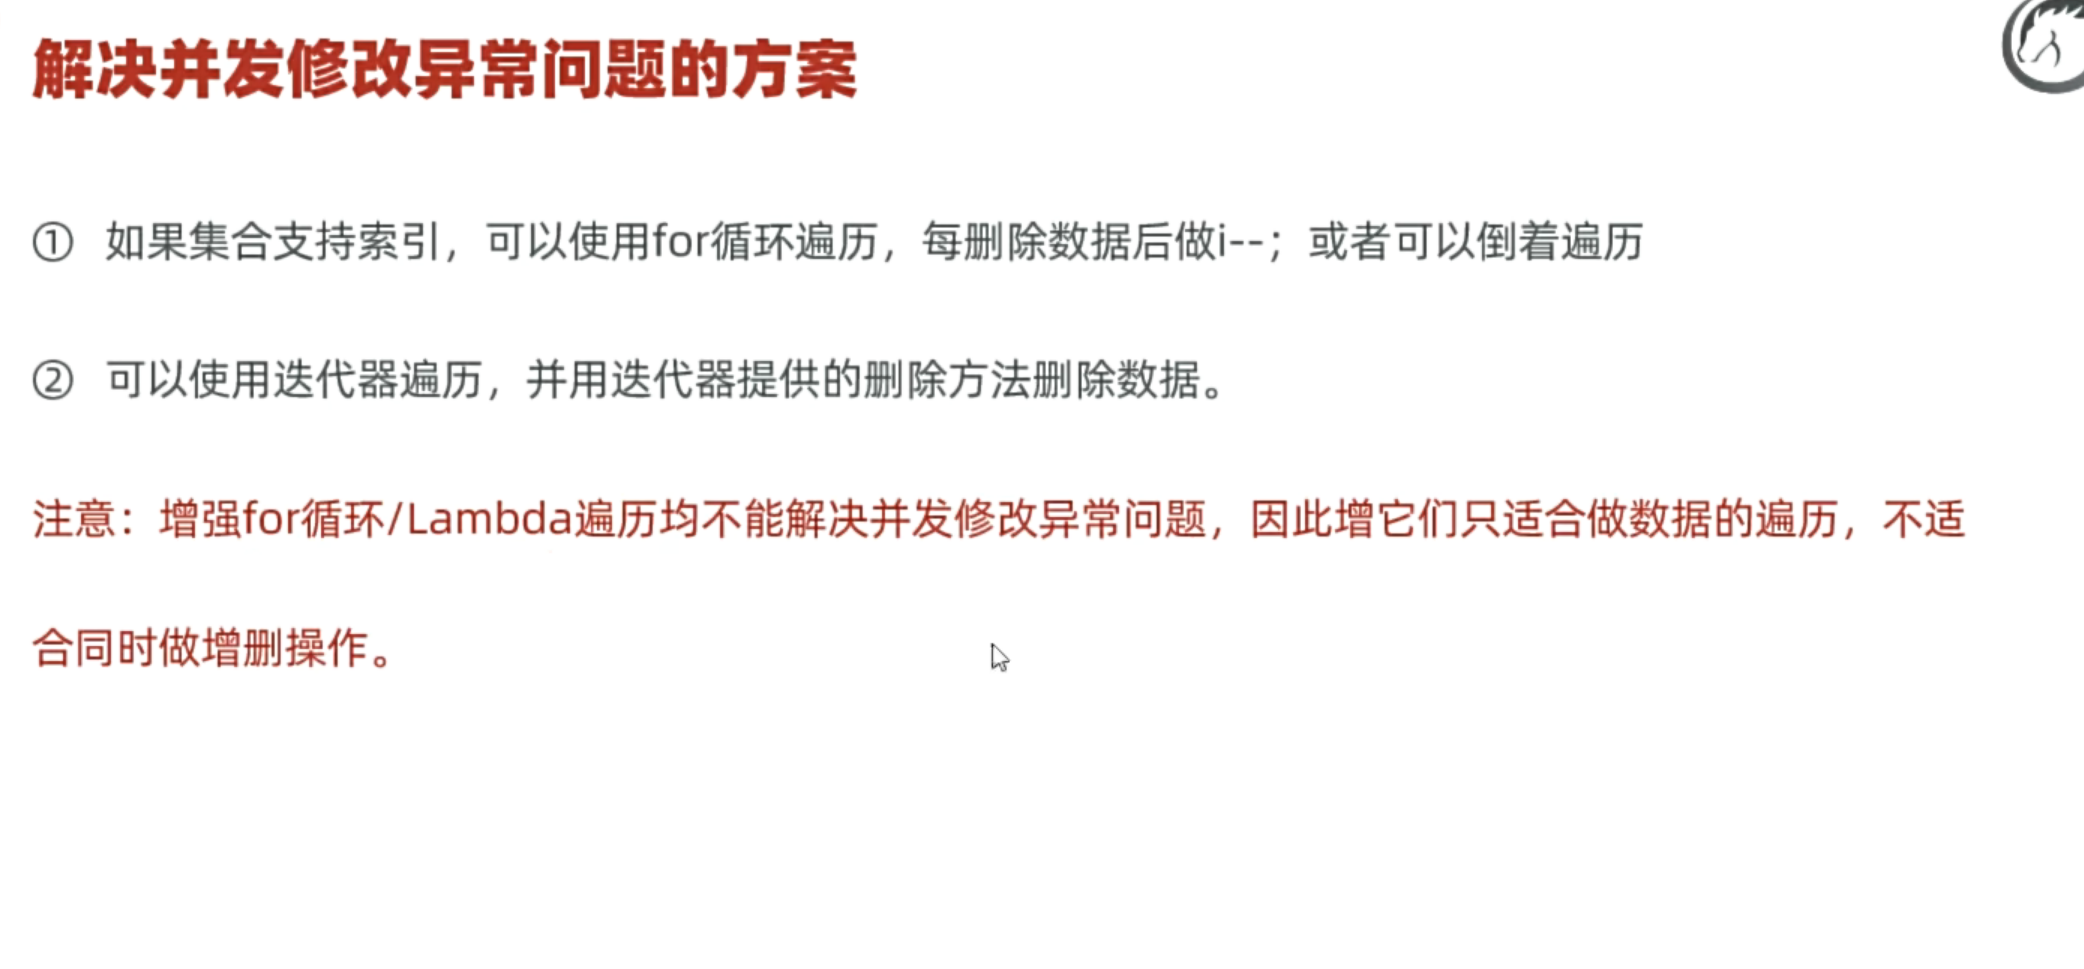 解决并发修改异常问题的方案
① 如果集合支持索引，可以使用for循环遍历，每删除数据后做i--；或者可以倒着遍历
② 可以使用迭代器遍历，并用迭代器提供的删除方法删除数据。
注意：增强for循环/Lambda遍历均不能解决并发修改异常问题，因此增它们只适合做数据的遍历，不适
合同时做增删操作。